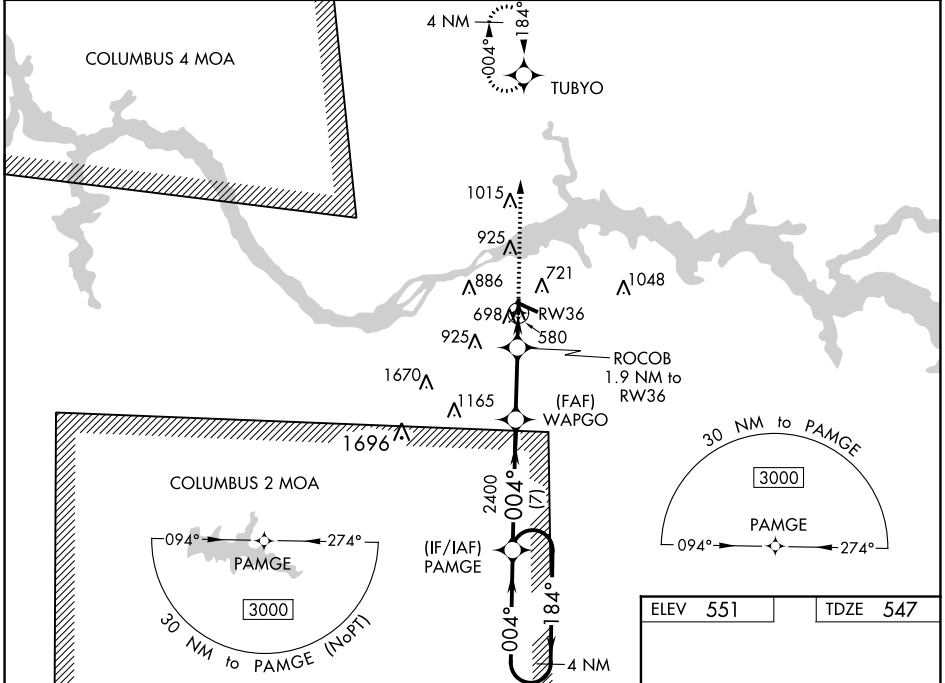 4 NM
184°
004°
COLUMBUS 4 MOA
TUBYO
1015
925
886
721
1048
698
RW36
580
925
ROCOB
1.9 NM to
RW36
1670
1165
(FAF)
WAPGO
1696
30 NM to PAMGE
3000
PAMGE
094°
274°
COLUMBUS 2 MOA
2400
004°
(7)
094°
274°
PAMGE
3000
30 NM to PAMGE (NoPT)
(IF/IAF)
PAMGE
004°
184°
4 NM
ELEV 551
TDZE 547